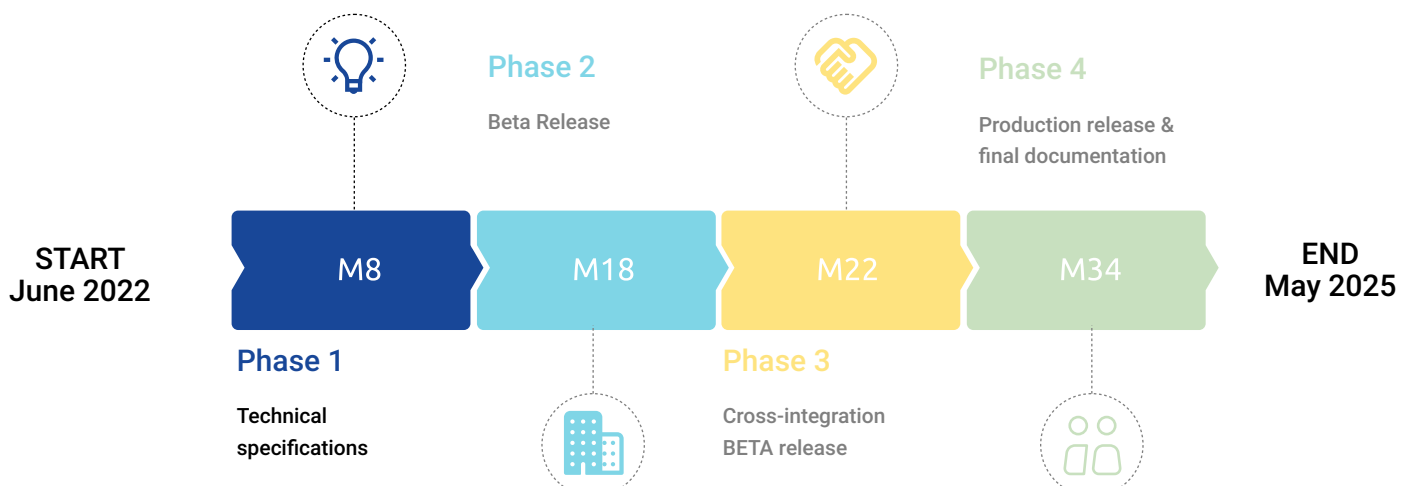 Phase 2
Beta Release
Phase 4
Production release &
final documentation
START
June 2022
M8
M18
M22
M34
END
May 2025
Phase 1
Technical
specifications
Phase 3
Cross-integration
BETA release